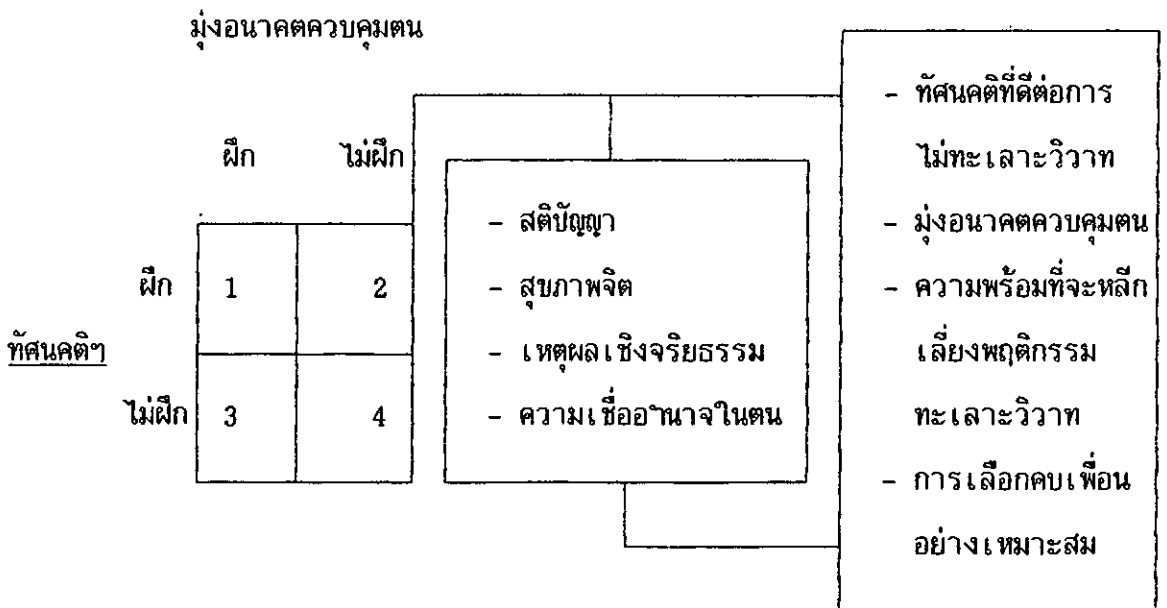 มุ่งอนาคตควบคุมตน
ฝึก ไม่ฝึก
ฝึก 1 2
ทัศนคติฯ
ไม่ฝึก 3 4
- สติปัญญา
- สุขภาพจิต
- เหตุผลเชิงจริยธรรม
- ความเชื่ออำนาจในตน
- ทัศนคติที่ดีต่อการ
ไม่ทะเลาะวิวาท
- มุ่งอนาคตควบคุมตน
- ความพร้อมที่จะหลีก
เลี่ยงพฤติกรรม
ทะเลาะวิวาท
- การเลือกคบเพื่อน
อย่างเหมาะสม